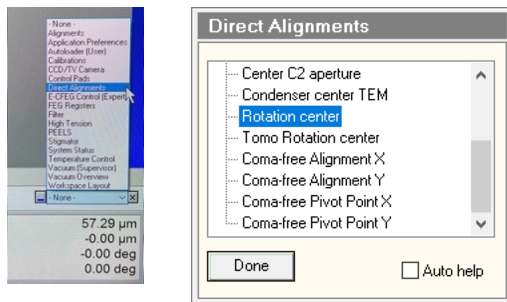 - None -
Alignments
Application Preferences
Autoloader (User)
Calibrations
CCD/TV Camera
Control Pads
Direct Alignments
E-CFEG Control (Expert)
FEG Registers
Filter
High Tension
PEELS
Stigmator
System Status
Temperature Control
Vacuum (Supervisor)
Vacuum Overview
Workspace Layout
- None -
57.29 µm
-0.00 µm
-0.00 deg
0.00 deg
Direct Alignments
Center C2 aperture
Condenser center TEM
Rotation center
Tomo Rotation center
Coma-free Alignment X
Coma-free Alignment Y
Coma-free Pivot Point X
Coma-free Pivot Point Y
Done
Auto help